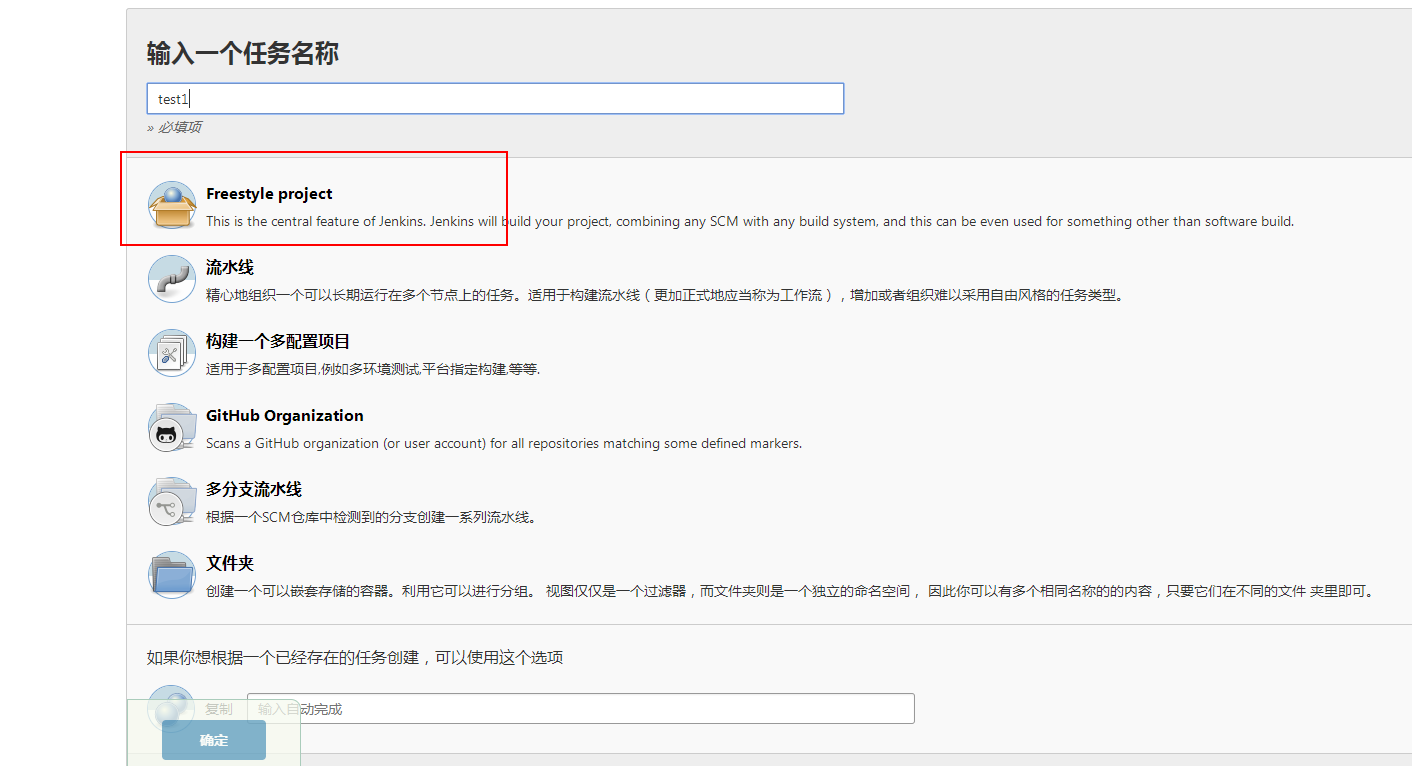 输入一个任务名称
test1
» 必填项
Freestyle project
This is the central feature of Jenkins. Jenkins will build your project, combining any SCM with any build system, and this can be even used for something other than software build.
流水线
精心地组织一个可以长期运行在多个节点上的任务。适用于构建流水线（更加正式地应当称为工作流），增加或者组织难以采用自由风格的任务类型。
构建一个多配置项目
适用于多配置项目,例如多环境测试,平台指定构建,等等.
GitHub Organization
Scans a GitHub organization (or user account) for all repositories matching some defined markers.
多分支流水线
根据一个SCM仓库中检测到的分支创建一系列流水线。
文件夹
创建一个可以嵌套存储的容器。利用它可以进行分组。 视图仅仅是一个过滤器，而文件夹则是一个独立的命名空间， 因此你可以有多个相同名称的的内容，只要它们在不同的文件 夹里即可。
如果你想根据一个已经存在的任务创建，可以使用这个选项
复制 输入自动完成
确定